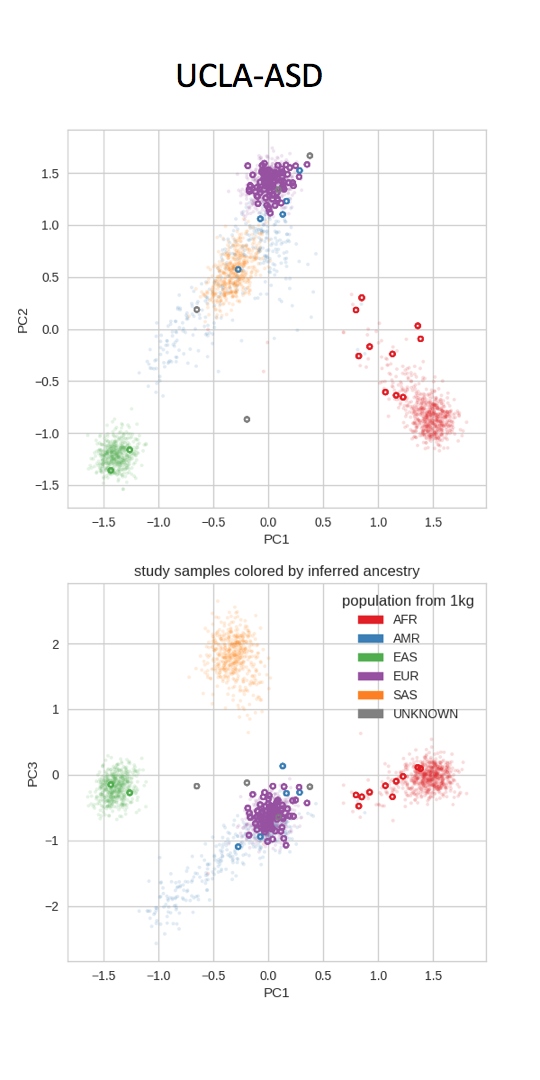 UCLA-ASD
1.5
1.0
0.5
0.0
−0.5
−1.0
−1.5
PC2
−1.5 −1.0 −0.5 0.0 0.5 1.0 1.5
PC1
study samples colored by inferred ancestry
population from 1kg
AFR
AMR
EAS
EUR
SAS
UNKNOWN
2
1
0
−1
−2
PC3
−1.5 −1.0 −0.5 0.0 0.5 1.0 1.5
PC1